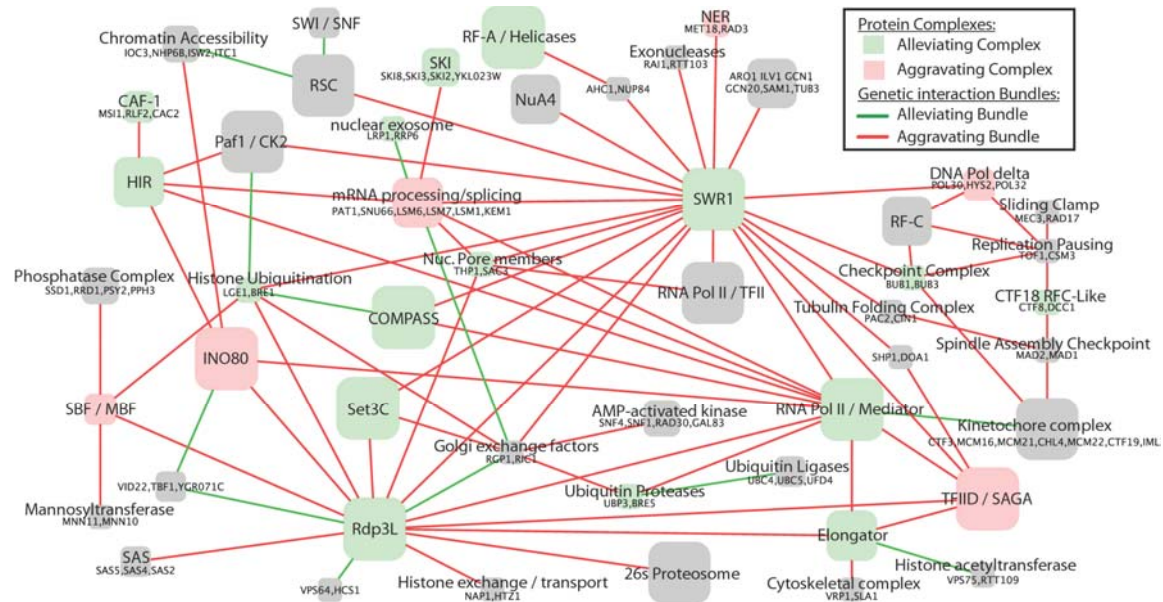 Chromatin Accessibility
IOC3,NHP68,ISW2,ITC1
SWI / SNF
RSC
SKI
SKI8,SKI3,SKI2,YKL023W
RF-A / Helicases
NuA4
Exonucleases
RAI1,RTT103
AHC1,NUP84
NER
MET18,RAD3
ARO1 ILV1 GCN1
GCN20,SAM1,TUB3
Protein Complexes:
Alleviating Complex
Aggravating Complex
Genetic interaction Bundles:
Alleviating Bundle
Aggravating Bundle
CAF-1
MSI1,RLF2,CAC2
Paf1 / CK2
nuclear exosome
LRP1,RRP6
HIR
mRNA processing/splicing
PAT1,SNU66,LSM6,LSM7,LSM1,KEM1
SWR1
DNA Pol delta
POL30,HYS2,POL32
Sliding Clamp
MEC3,RAD17
RF-C
Replication Pausing
TOF1,CSM3
Phosphatase Complex
SSD1,RRD1,PSY2,PPH3
Histone Ubiquitination
LGE1,BRE1
Nuc. Pore members
THP1,SAC3
RNA Pol II / TFII
Checkpoint Complex
BUB1,BUB3
CTF18 RFC-Like
CTF8,DCC1
COMPASS
Tubulin Folding Complex
PAC2,CIN1
Spindle Assembly Checkpoint
MAD2,MAD1
INO80
SHP1,DOA1
SBF / MBF
Set3C
AMP-activated kinase
SNF4,SNF1,RAD30,GAL83
RNA Pol II / Mediator
Kinetochore complex
CTF3,MCM16,MCM21,CHL4,MCM22,CTF19,IML
Golgi exchange factors
RGP1,RIC1
Ubiquitin Ligases
UBC4,UBC5,UFD4
VID22,TBF1,YGR071C
Ubiquitin Proteases
UBP3,BRE5
TFIID / SAGA
Mannosyltransferase
MNN11,MNN10
Rdp3L
Elongator
SAS
SAS5,SAS4,SAS2
VPS64,HCS1
Histone exchange / transport
NAP1,HTZ1
26s Proteosome
Cytoskeletal complex
VRP1,SLA1
Histone acetyltransferase
VPS75,RTT109